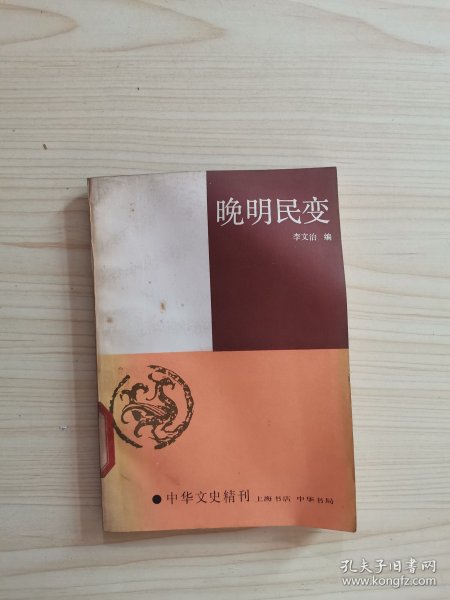 晚明民变
李文治 编
●中华文史精刊 上海书店 中华书局
孔夫子旧书网
www.kongfz.com